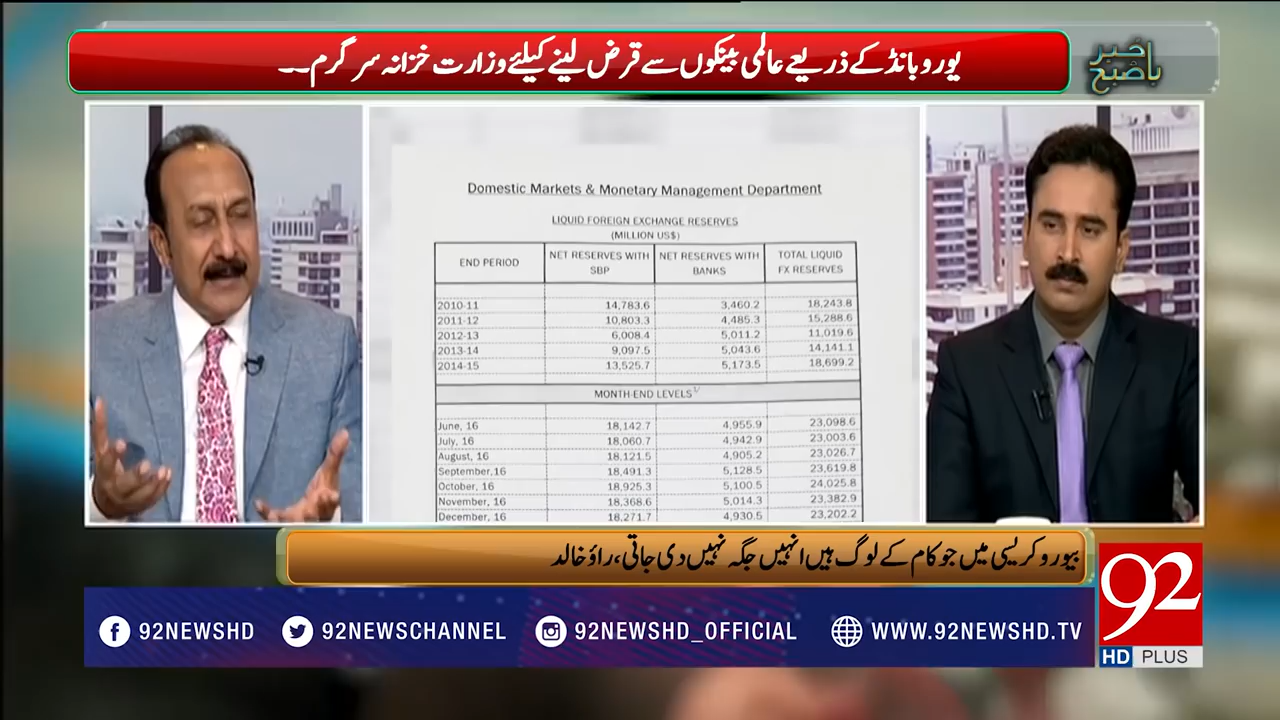 یورو بانڈ کے ذریعے عالمی بینکوں سے قرض لینے کیلئے وزارت خزانہ سرگرم۔۔
باخبر صبح
Domestic Markets & Monetary Management Department
LIQUID FOREIGN EXCHANGE RESERVES
(MILLION US$)
END PERIOD NET RESERVES WITH SBP NET RESERVES WITH BANKS TOTAL LIQUID FX RESERVES
2010-11 14,783.6 3,460.2 18,243.8
2011-12 10,803.3 4,485.3 15,288.6
2012-13 6,008.4 5,011.2 11,019.6
2013-14 9,097.5 5,043.6 14,141.1
2014-15 13,525.7 5,173.5 18,699.2
MONTH-END LEVELS 1/
June, 16 18,142.7 4,955.9 23,098.6
July, 16 18,060.7 4,942.9 23,003.6
August, 16 18,121.5 4,905.2 23,026.7
September,16 18,491.3 5,128.5 23,619.8
October, 16 18,925.3 5,100.5 24,025.8
November, 16 18,368.6 5,014.3 23,382.9
December, 16 18,271.7 4,930.5 23,202.2
بیوروکریسی میں جو کام کے لوگ ہیں انہیں جگہ نہیں دی جاتی، راؤ خالد
92NEWSHD 92NEWSCHANNEL 92NEWSHD_OFFICIAL WWW.92NEWSHD.TV
92
HD PLUS